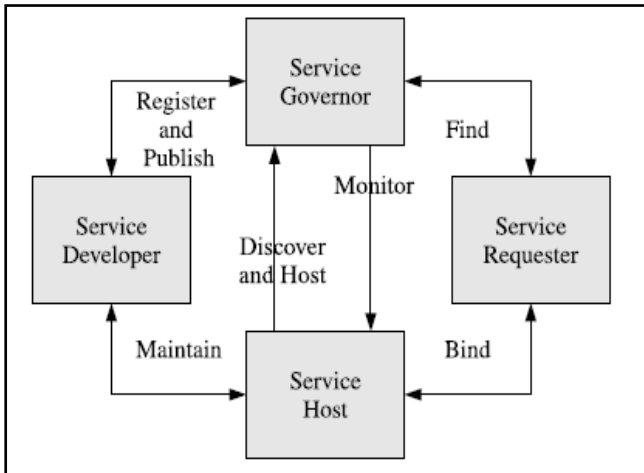 Service
Governor
Register
and
Publish
Find
Monitor
Service
Developer
Service
Requester
Discover
and Host
Maintain
Bind
Service
Host